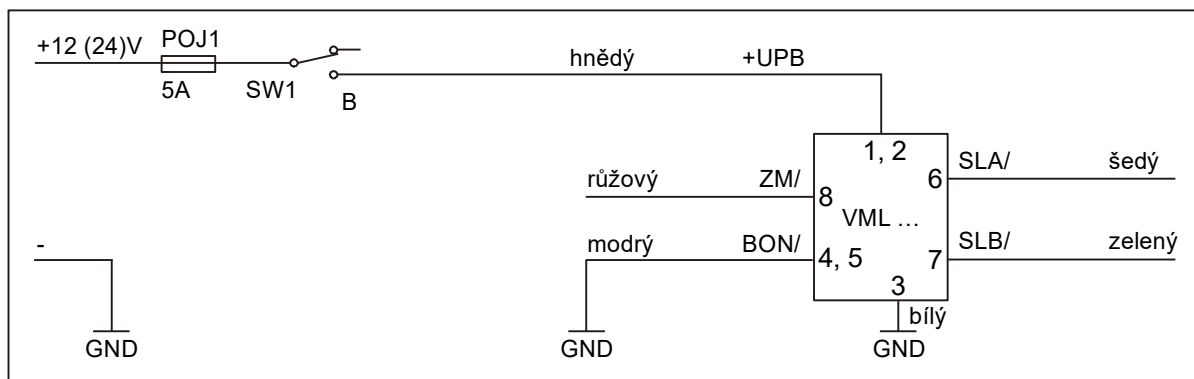 +12 (24)V
POJ1
5A
SW1
B
hnědý
+UPB
1, 2
růžový
ZM/
8
VML …
SLA/
6
šedý
-
modrý
BON/
4, 5
SLB/
7
zelený
3
bílý
GND
GND
GND